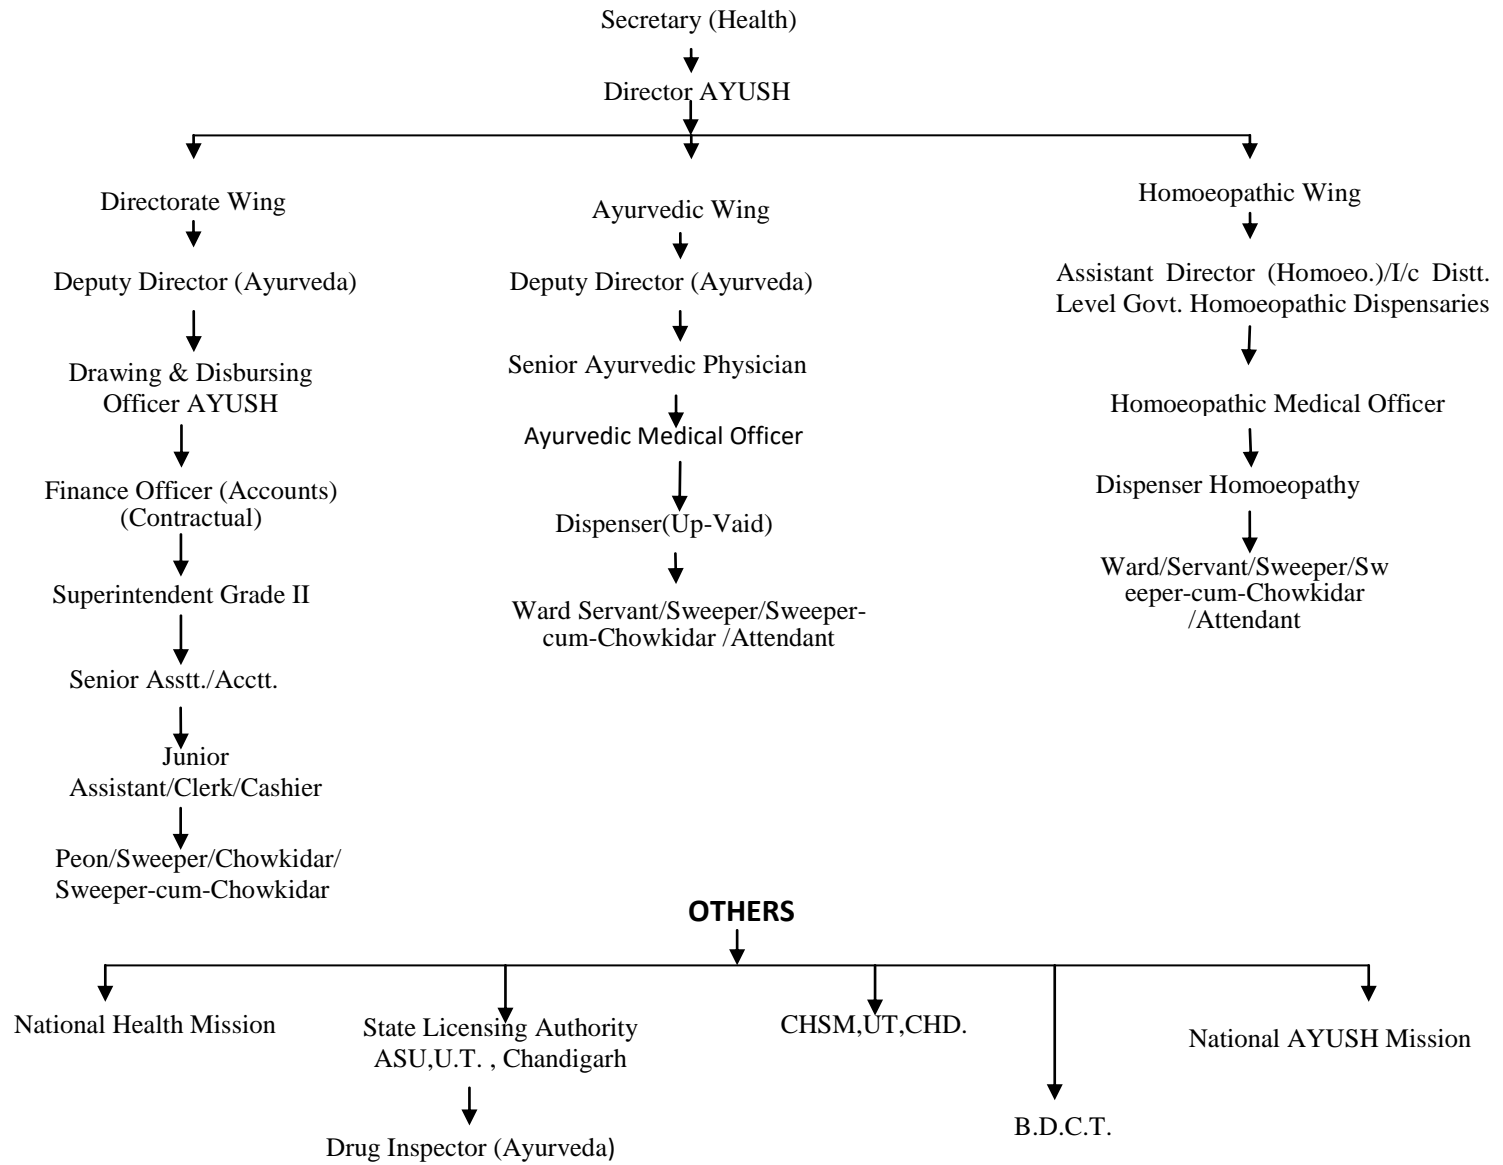 Secretary (Health)
Director AYUSH
Directorate Wing
Deputy Director (Ayurveda)
Drawing & Disbursing
Officer AYUSH
Finance Officer (Accounts)
(Contractual)
Superintendent Grade II
Senior Asstt./Acctt.
Junior
Assistant/Clerk/Cashier
Peon/Sweeper/Chowkidar/
Sweeper-cum-Chowkidar
Ayurvedic Wing
Deputy Director (Ayurveda)
Senior Ayurvedic Physician
Ayurvedic Medical Officer
Dispenser(Up-Vaid)
Ward Servant/Sweeper/Sweeper-
cum-Chowkidar /Attendant
Homoeopathic Wing
Assistant Director (Homoeo.)/I/c Distt.
Level Govt. Homoeopathic Dispensaries
Homoeopathic Medical Officer
Dispenser Homoeopathy
Ward/Servant/Sweeper/Sw
eeper-cum-Chowkidar
/Attendant
OTHERS
National Health Mission
State Licensing Authority
ASU,U.T. , Chandigarh
Drug Inspector (Ayurveda)
CHSM,UT,CHD.
B.D.C.T.
National AYUSH Mission